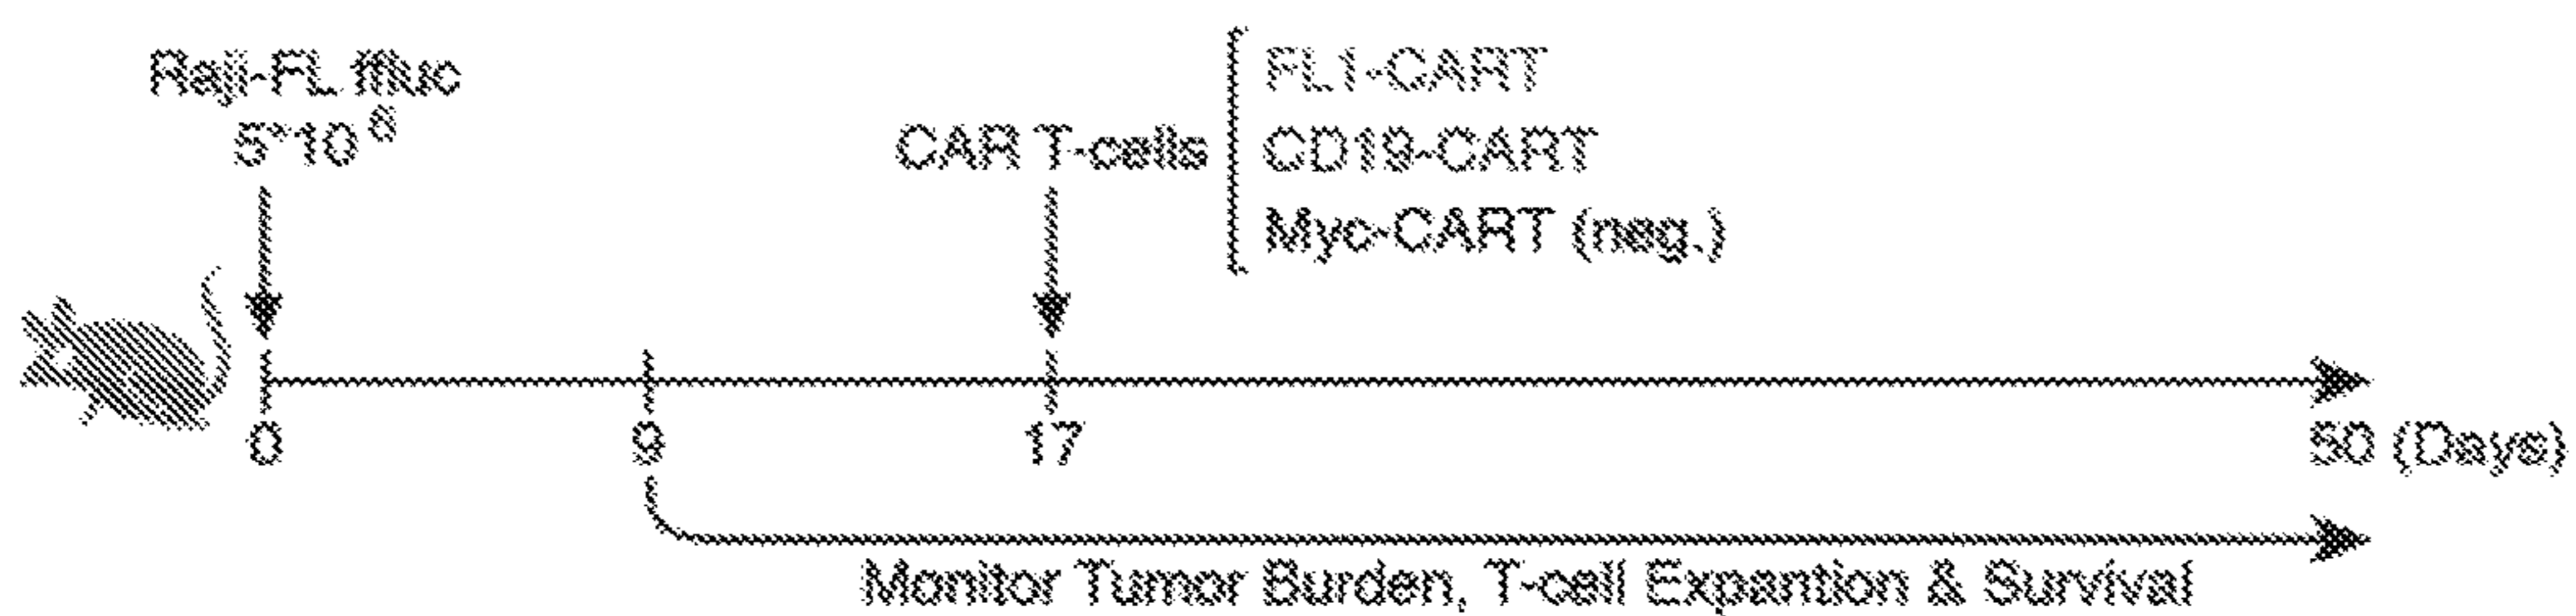 Raji-FL ffluc
5*10 6
CAR T-cells
FL1-CART
CD19-CART
Myc-CART (neg.)
0
9
17
50 (Days)
Monitor Tumor Burden, T-cell Expantion & Survival